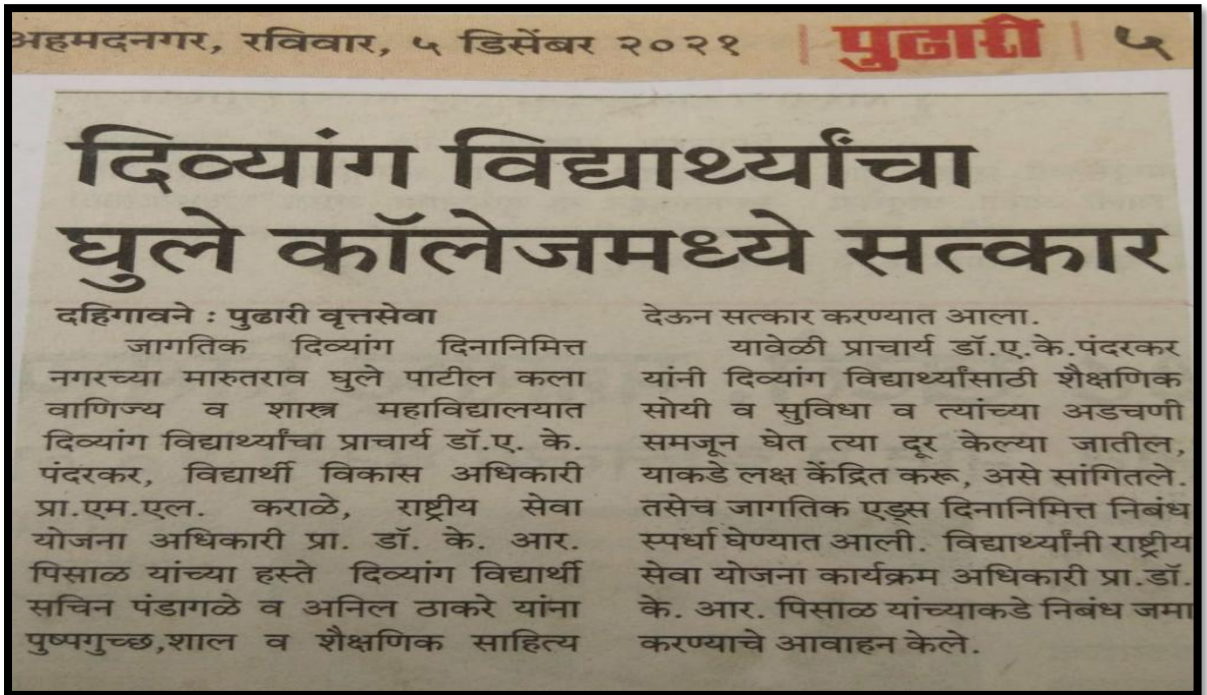 अहमदनगर, रविवार, ५ डिसेंबर २०२१ पुढारी ५
दिव्यांग विद्यार्थ्यांचा
घुले कॉलेजमध्ये सत्कार
दहिगावने : पुढारी वृत्तसेवा
जागतिक दिव्यांग दिनानिमित्त
नगरच्या मारुतराव घुले पाटील कला
वाणिज्य व शास्त्र महाविद्यालयात
दिव्यांग विद्यार्थ्यांचा प्राचार्य डॉ.ए. के.
पंदरकर, विद्यार्थी विकास अधिकारी
प्रा.एम.एल. कराळे, राष्ट्रीय सेवा
योजना अधिकारी प्रा. डॉ. के. आर.
पिसाळ यांच्या हस्ते दिव्यांग विद्यार्थी
सचिन पंडागळे व अनिल ठाकरे यांना
पुष्पगुच्छ,शाल व शैक्षणिक साहित्य
देऊन सत्कार करण्यात आला.
यावेळी प्राचार्य डॉ.ए.के.पंदरकर
यांनी दिव्यांग विद्यार्थ्यांसाठी शैक्षणिक
सोयी व सुविधा व त्यांच्या अडचणी
समजून घेत त्या दूर केल्या जातील,
याकडे लक्ष केंद्रित करू, असे सांगितले.
तसेच जागतिक एड्स दिनानिमित्त निबंध
स्पर्धा घेण्यात आली. विद्यार्थ्यांनी राष्ट्रीय
सेवा योजना कार्यक्रम अधिकारी प्रा.डॉ.
के. आर. पिसाळ यांच्याकडे निबंध जमा
करण्याचे आवाहन केले.